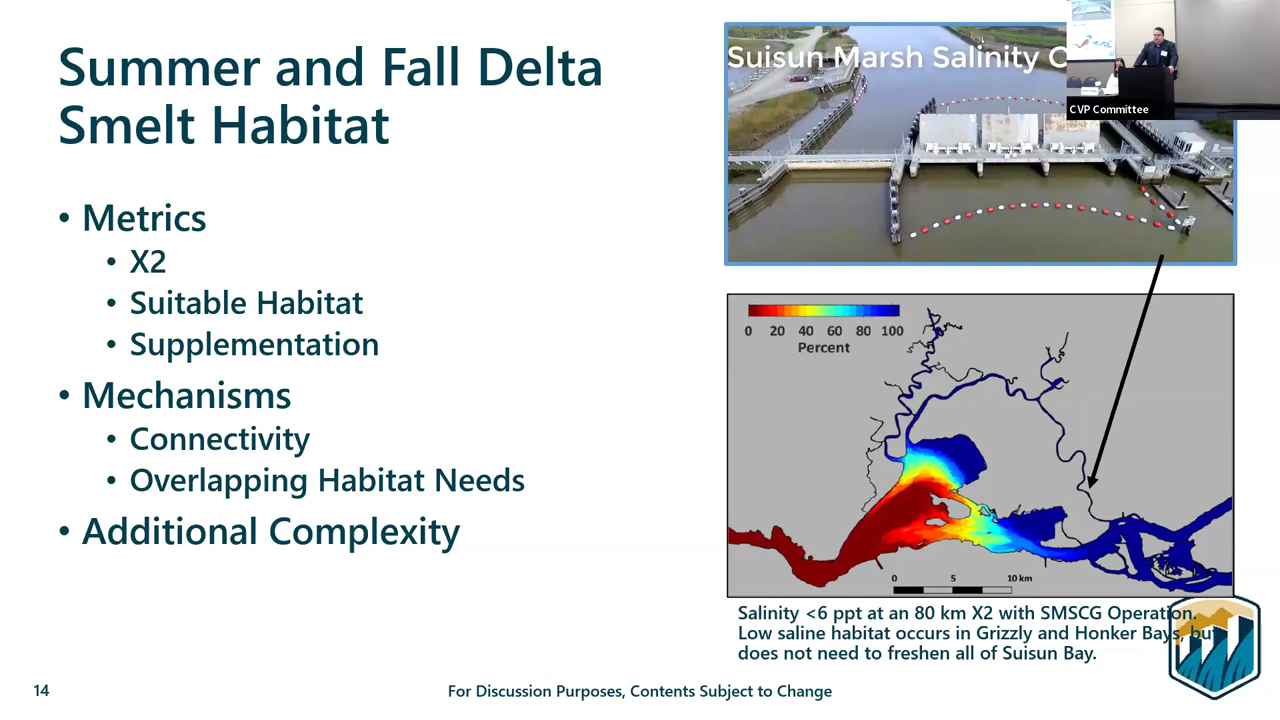 Summer and Fall Delta
Smelt Habitat
• Metrics
• X2
• Suitable Habitat
• Supplementation
• Mechanisms
• Connectivity
• Overlapping Habitat Needs
• Additional Complexity
Suisun Marsh Salinity C
CVP Committee
0 20 40 60 80 100
Percent
0 5 10 km
Salinity <6 ppt at an 80 km X2 with SMSCG Operation.
Low saline habitat occurs in Grizzly and Honker Bays, but
does not need to freshen all of Suisun Bay.
14
For Discussion Purposes, Contents Subject to Change